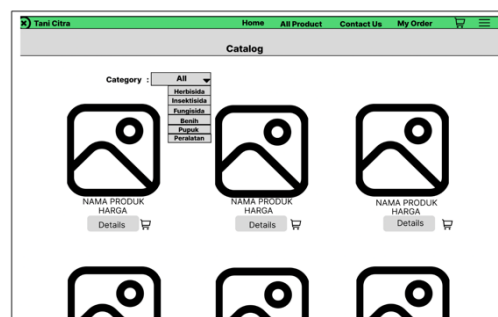 Tani Citra Home All Product Contact Us My Order
Catalog
Category : All
Herbisida
Insektisida
Fungisida
Benih
Pupuk
Peralatan
NAMA PRODUK NAMA PRODUK NAMA PRODUK
HARGA HARGA HARGA
Details Details Details